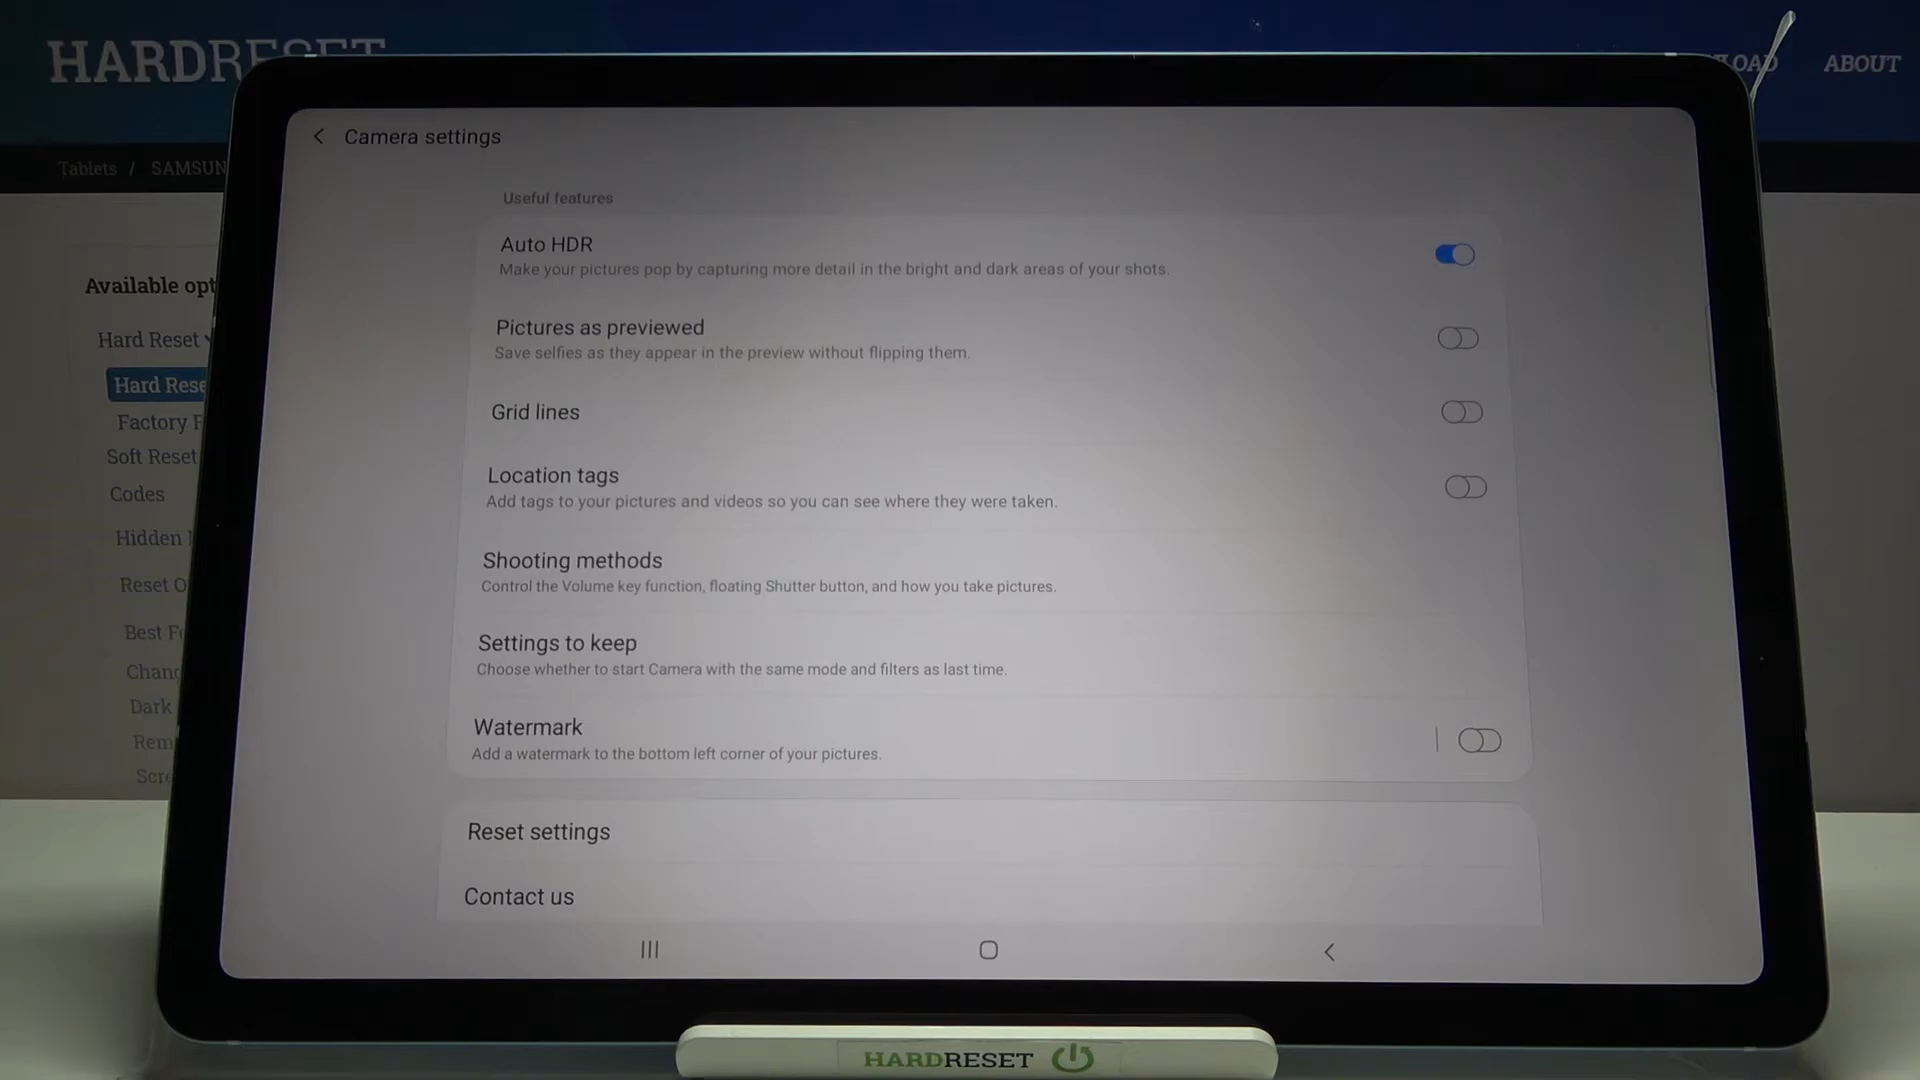 HARDRESET
LOAD
ABOUT
Tablets / SAMSUN
Available opt
Hard Reset
Hard Rese
Factory
Soft Reset
Codes
Hidden
Reset O
Best F
Chang
Dark
Rem
Scre
Camera settings
Useful features
Auto HDR
Make your pictures pop by capturing more detail in the bright and dark areas of your shots.
Pictures as previewed
Save selfies as they appear in the preview without flipping them.
Grid lines
Location tags
Add tags to your pictures and videos so you can see where they were taken.
Shooting methods
Control the Volume key function, floating Shutter button, and how you take pictures.
Settings to keep
Choose whether to start Camera with the same mode and filters as last time.
Watermark
Add a watermark to the bottom left corner of your pictures.
Reset settings
Contact us
HARDRESET